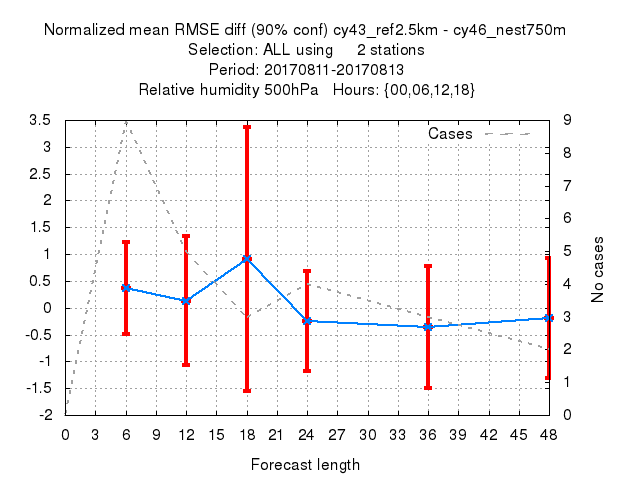 Normalized mean RMSE diff (90% conf) cy43_ref2.5km - cy46_nest750m
Selection: ALL using 2 stations
Period: 20170811-20170813
Relative humidity 500hPa Hours: {00,06,12,18}
Cases
3.5
3
2.5
2
1.5
1
0.5
0
-0.5
-1
-1.5
-2
9
8
7
6
5
4
3
2
1
0
No cases
0 3 6 9 12 15 18 21 24 27 30 33 36 39 42 45 48
Forecast length